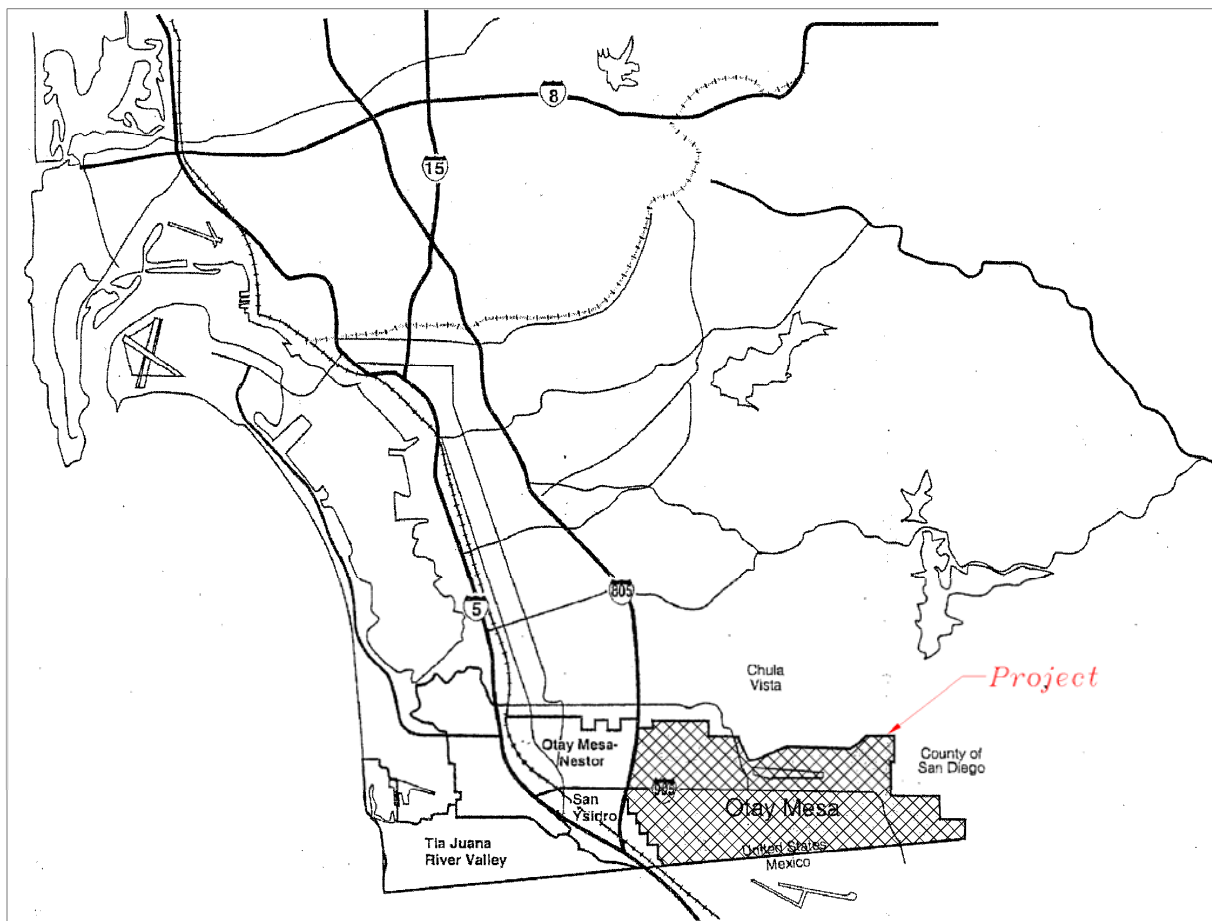 8
15
805
5
Chula
Vista
Project
Otay Mesa-
Nestor
County of
San Diego
905
San
Ysidro
Otay Mesa
Tia Juana
River Valley
United States
Mexico